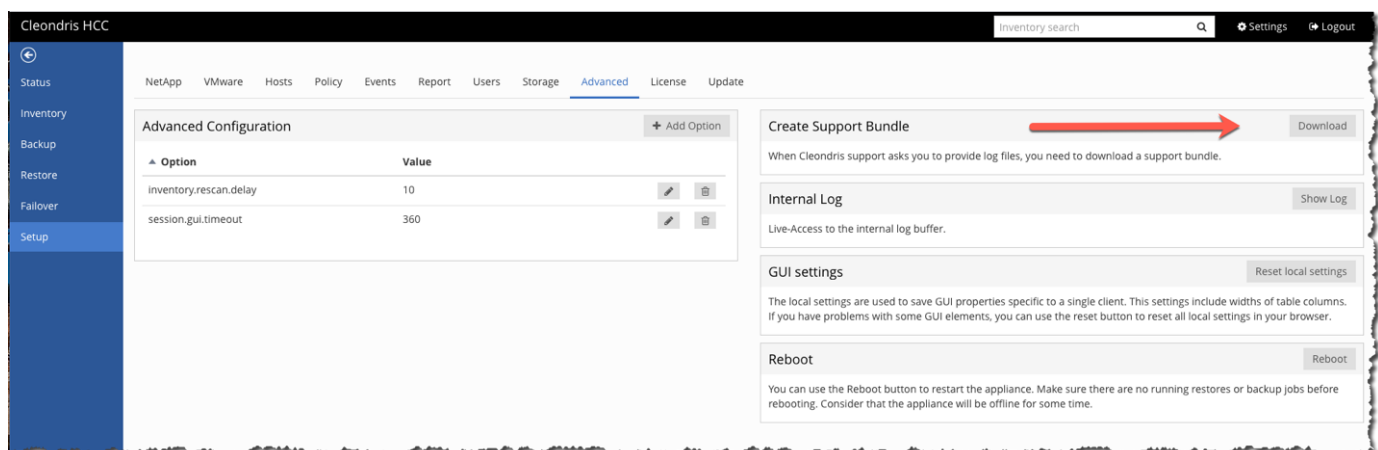 Cleondris HCC
Inventory search
Settings
Logout
Status
Inventory
Backup
Restore
Failover
Setup
NetApp VMware Hosts Policy Events Report Users Storage Advanced License Update
Advanced Configuration
+ Add Option
Option Value
inventory.rescan.delay 10
session.gui.timeout 360
Create Support Bundle
Download
When Cleondris support asks you to provide log files, you need to download a support bundle.
Internal Log
Show Log
Live-Access to the internal log buffer.
GUI settings
Reset local settings
The local settings are used to save GUI properties specific to a single client. This settings include widths of table columns.
If you have problems with some GUI elements, you can use the reset button to reset all local settings in your browser.
Reboot
Reboot
You can use the Reboot button to restart the appliance. Make sure there are no running restores or backup jobs before
rebooting. Consider that the appliance will be offline for some time.